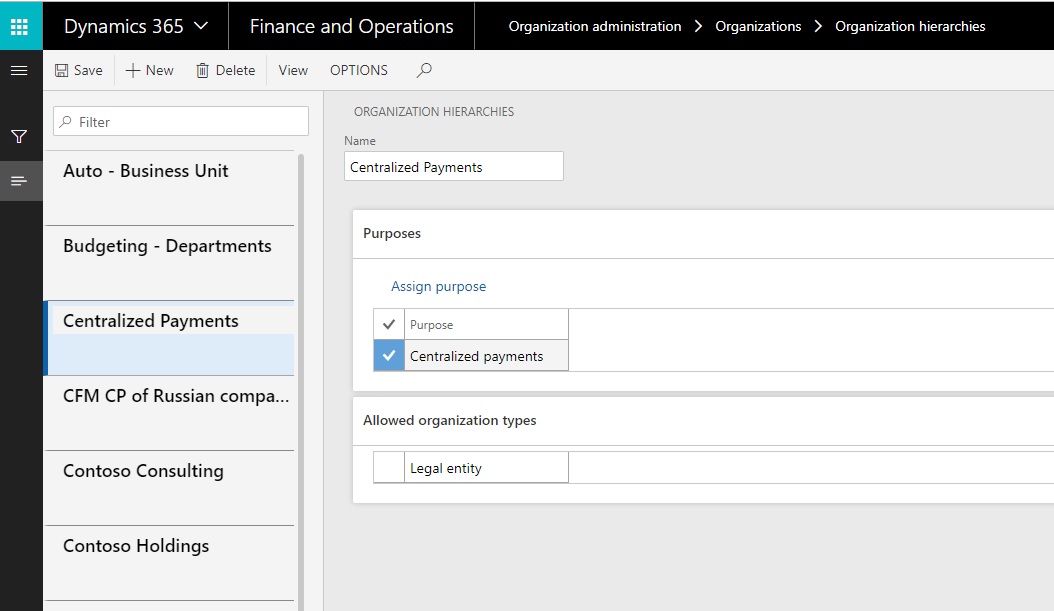 Dynamics 365 Finance and Operations Organization administration Organizations Organization hierarchies
Save New Delete View OPTIONS
Filter
Auto - Business Unit
Budgeting - Departments
Centralized Payments
CFM CP of Russian compa...
Contoso Consulting
Contoso Holdings
ORGANIZATION HIERARCHIES
Name
Centralized Payments
Purposes
Assign purpose
Purpose
Centralized payments
Allowed organization types
Legal entity